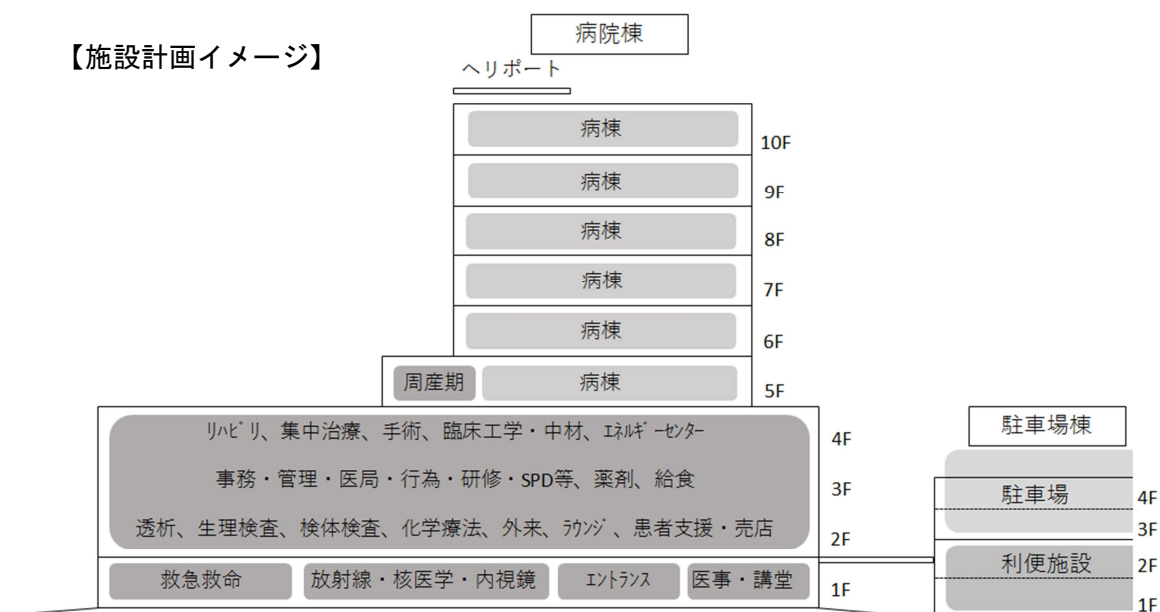 病院棟
【施設計画イメージ】
ヘリポート
病棟
10F
病棟
9F
病棟
8F
病棟
7F
病棟
6F
周産期 病棟
5F
駐車場棟
ﾘﾊﾋﾞﾘ、集中治療、手術、臨床工学・中材、ｴﾈﾙｷﾞｰｾﾝﾀｰ
4F
事務・管理・医局・行為・研修・SPD等、薬剤、給食
3F
透析、生理検査、検体検査、化学療法、外来、ﾗｳﾝｼﾞ、患者支援・売店
2F
救急救命 放射線・核医学・内視鏡 ｴﾝﾄﾗﾝｽ 医事・講堂
1F
駐車場
4F
3F
利便施設
2F
1F